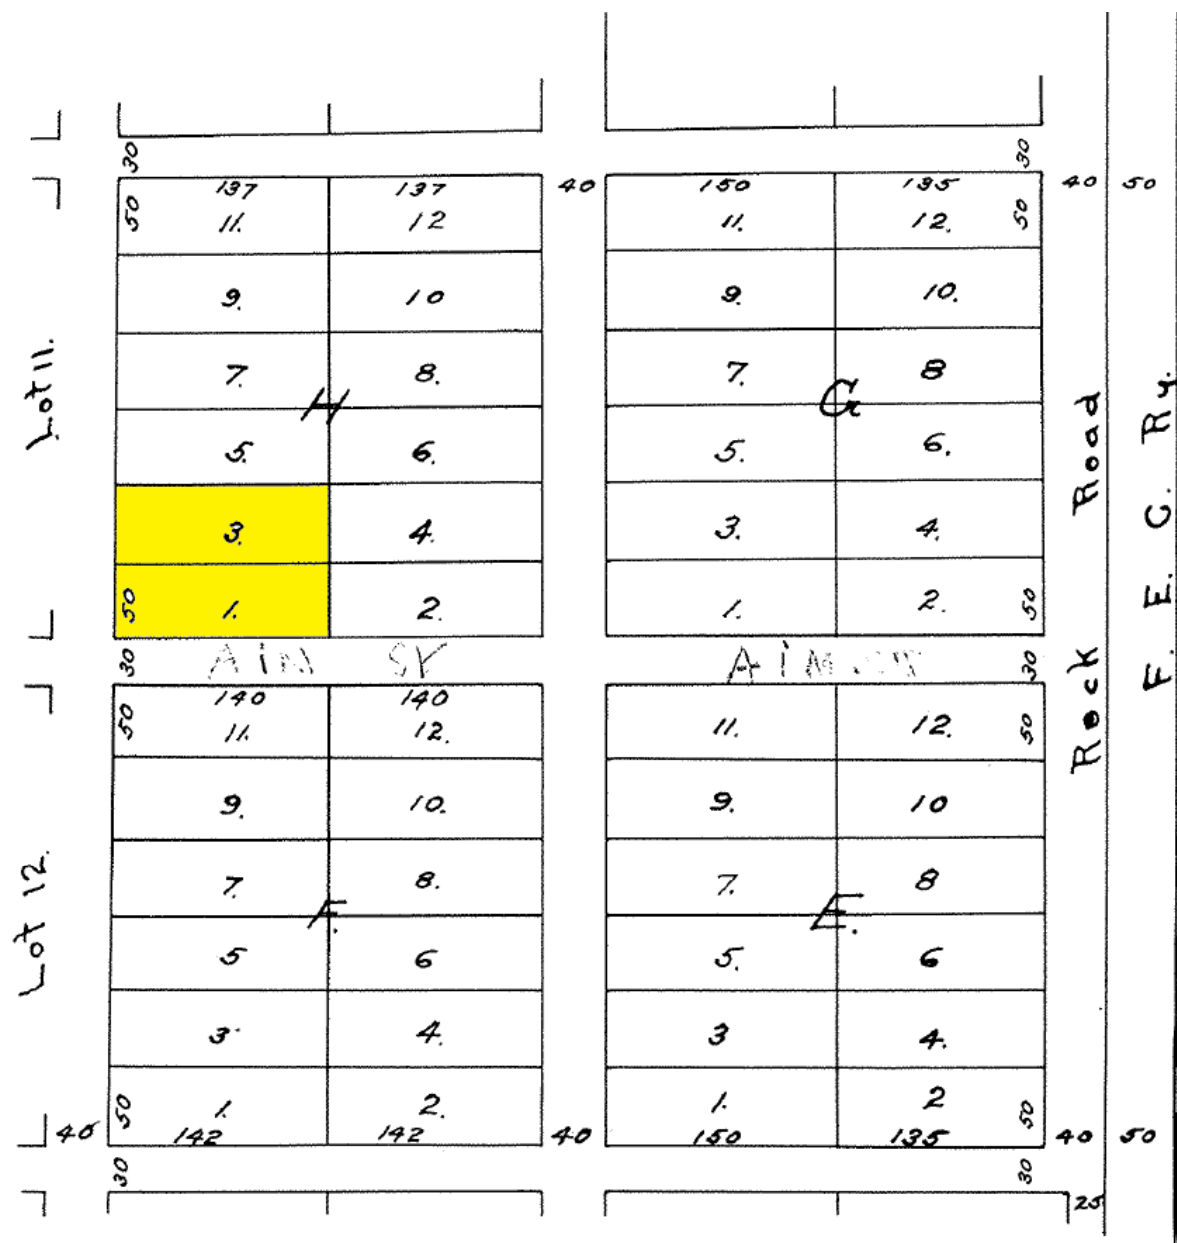 30 30
137 137 40 150 135 40 50
50 11. 12 11. 12. 50
9. 10 9. 10.
Lot 11. 7. 8. 7. 8
H G
5. 6. 5. 6.
3. 4. 3. 4.
50 1. 2. 1. 2. 50
30 AiM ST AiM ST 30
Rock Road
F. E. C. Ry.
140 140
50 11. 12. 11. 12. 50
9. 10. 9. 10
Lot 12. 7. 8. 7. 8
F. E.
5 6 5. 6
3 4. 3 4.
50 1. 2. 1. 2 50
40 142 142 40 150 135 40 50
30 30
25